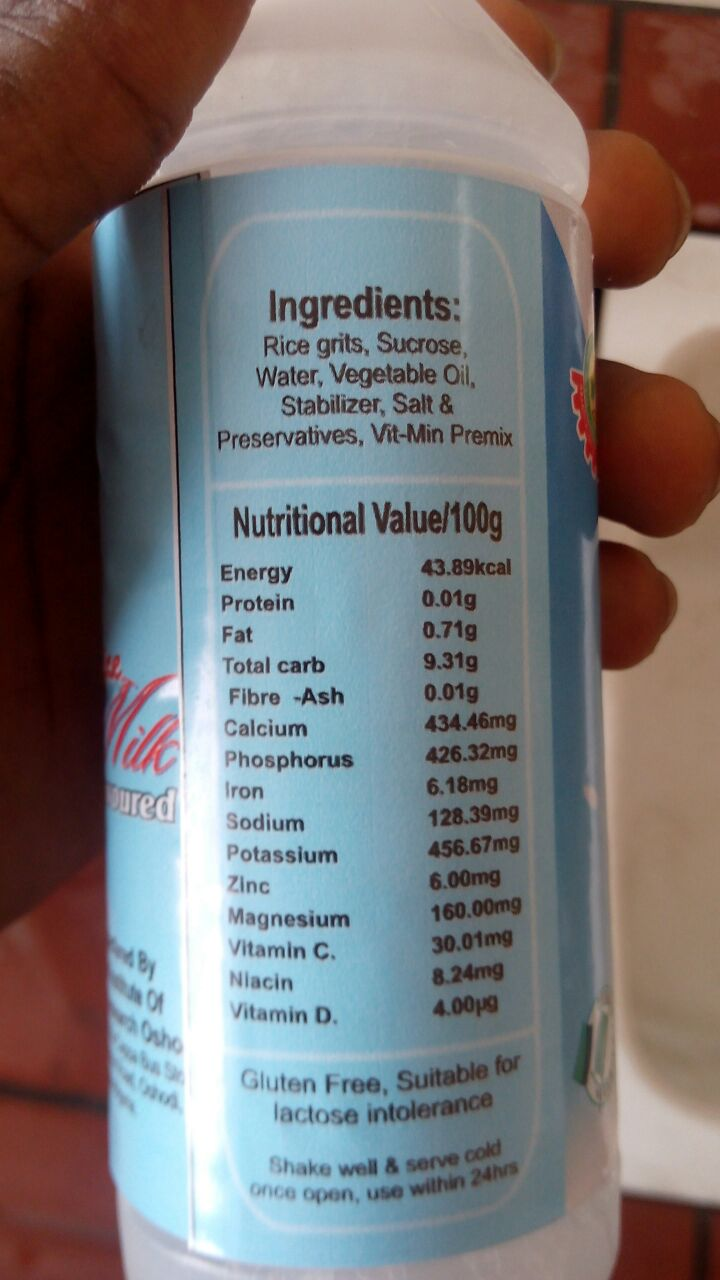 Ingredients:
Rice grits, Sucrose,
Water, Vegetable Oil,
Stabilizer, Salt &
Preservatives, Vit-Min Premix
Nutritional Value/100g
Energy 43.89kcal
Protein 0.01g
Fat 0.71g
Total carb 9.31g
Fibre -Ash 0.01g
Calcium 434.46mg
Phosphorus 426.32mg
Iron 6.18mg
Sodium 128.39mg
Potassium 456.67mg
Zinc 6.00mg
Magnesium 160.00mg
Vitamin C. 30.01mg
Niacin 8.24mg
Vitamin D. 4.00µg
Gluten Free, Suitable for
lactose intolerance
Shake well & serve cold
once open, use within 24hrs
Milk
oured
By
Of
Osho